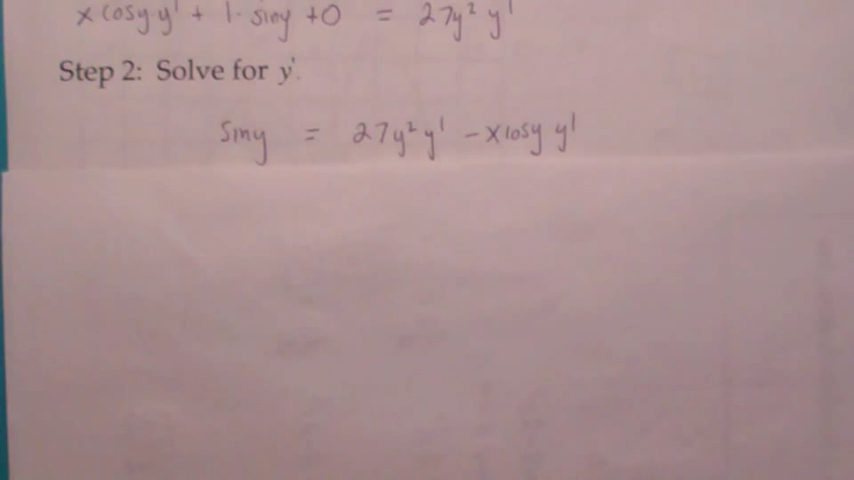 x cosy y' + 1· siny +0 = 27y² y'
Step 2: Solve for y'.
siny = 27y² y' - x cosy y'